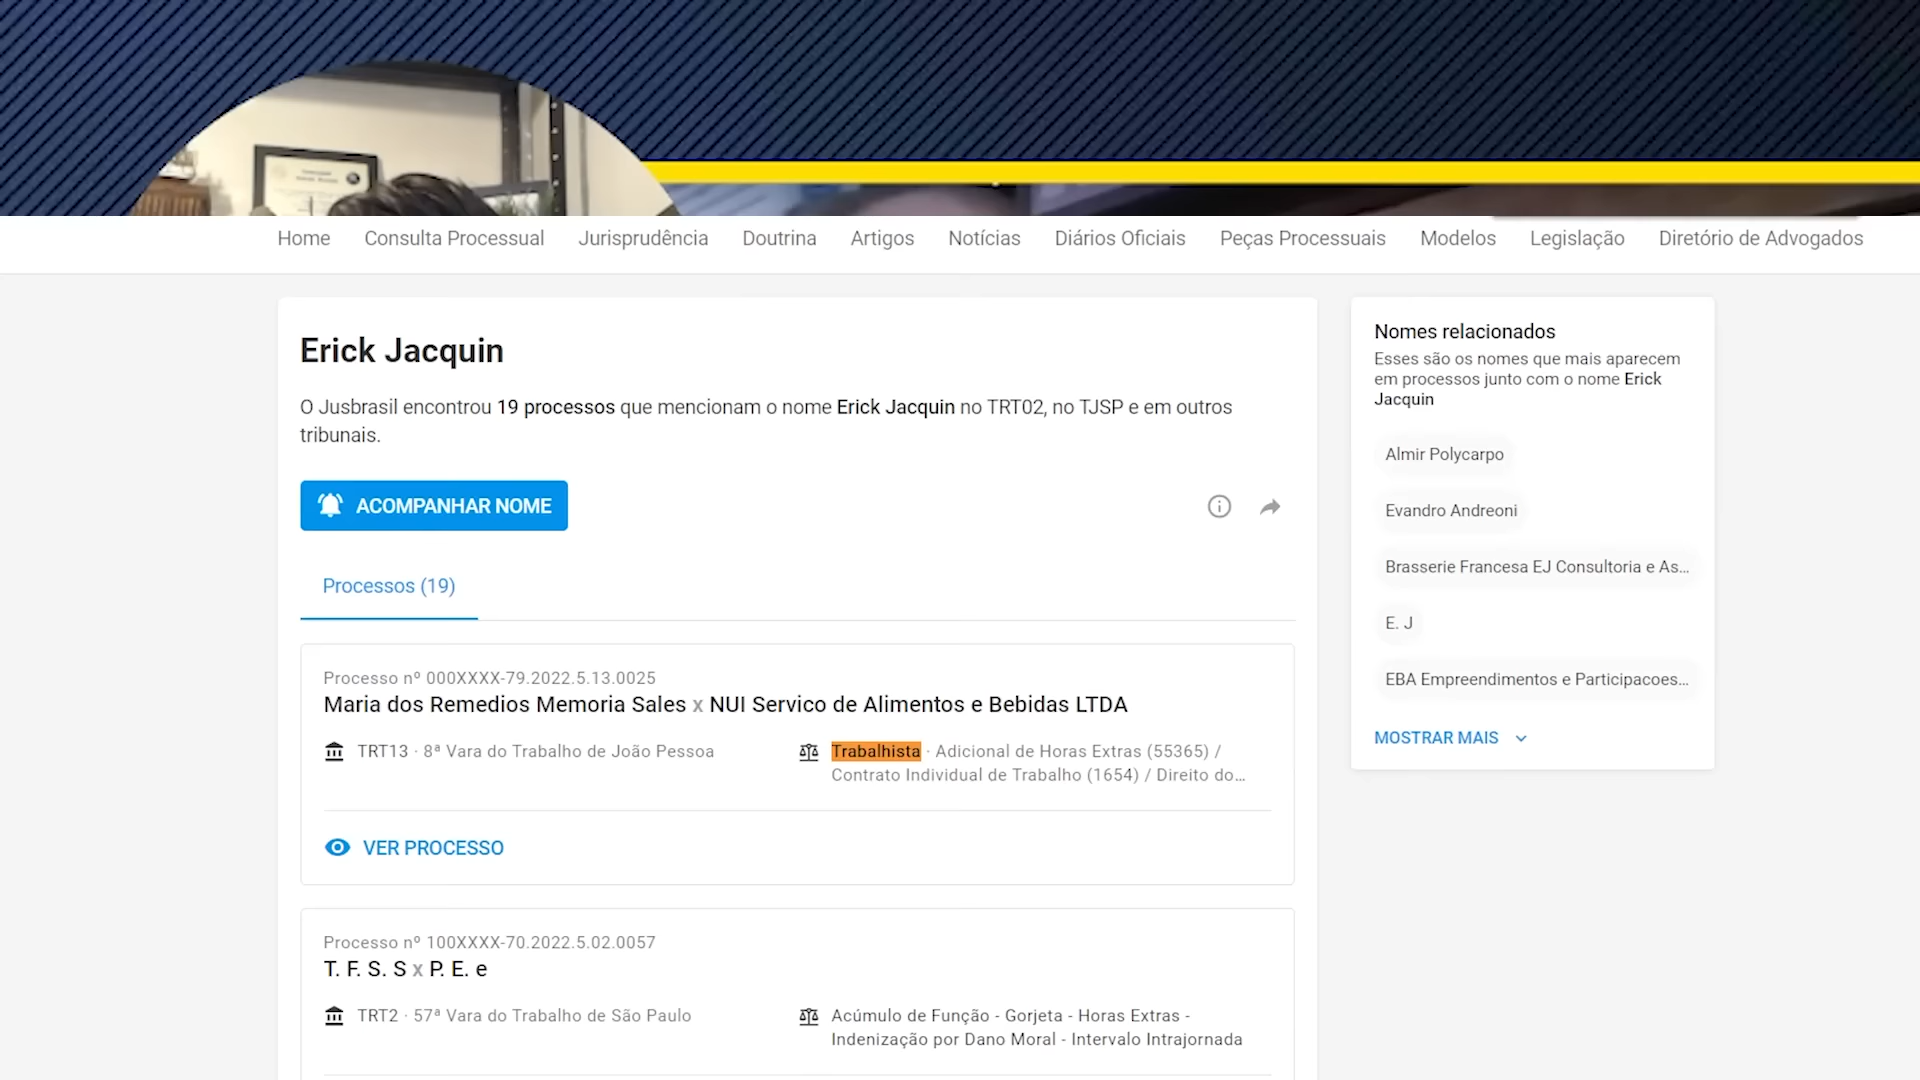 Home Consulta Processual Jurisprudência Doutrina Artigos Notícias Diários Oficiais Peças Processuais Modelos Legislação Diretório de Advogados
Erick Jacquin
O Jusbrasil encontrou 19 processos que mencionam o nome Erick Jacquin no TRT02, no TJSP e em outros
tribunais.
ACOMPANHAR NOME
Processos (19)
Processo nº 000XXXX-79.2022.5.13.0025
Maria dos Remedios Memoria Sales x NUI Servico de Alimentos e Bebidas LTDA
TRT13 · 8ª Vara do Trabalho de João Pessoa
Trabalhista · Adicional de Horas Extras (55365) /
Contrato Individual de Trabalho (1654) / Direito do...
VER PROCESSO
Processo nº 100XXXX-70.2022.5.02.0057
T. F. S. S x P. E. e
TRT2 · 57ª Vara do Trabalho de São Paulo
Acúmulo de Função - Gorjeta - Horas Extras -
Indenização por Dano Moral - Intervalo Intrajornada
Nomes relacionados
Esses são os nomes que mais aparecem
em processos junto com o nome Erick
Jacquin
Almir Polycarpo
Evandro Andreoni
Brasserie Francesa EJ Consultoria e As...
E. J
EBA Empreendimentos e Participacoes...
MOSTRAR MAIS